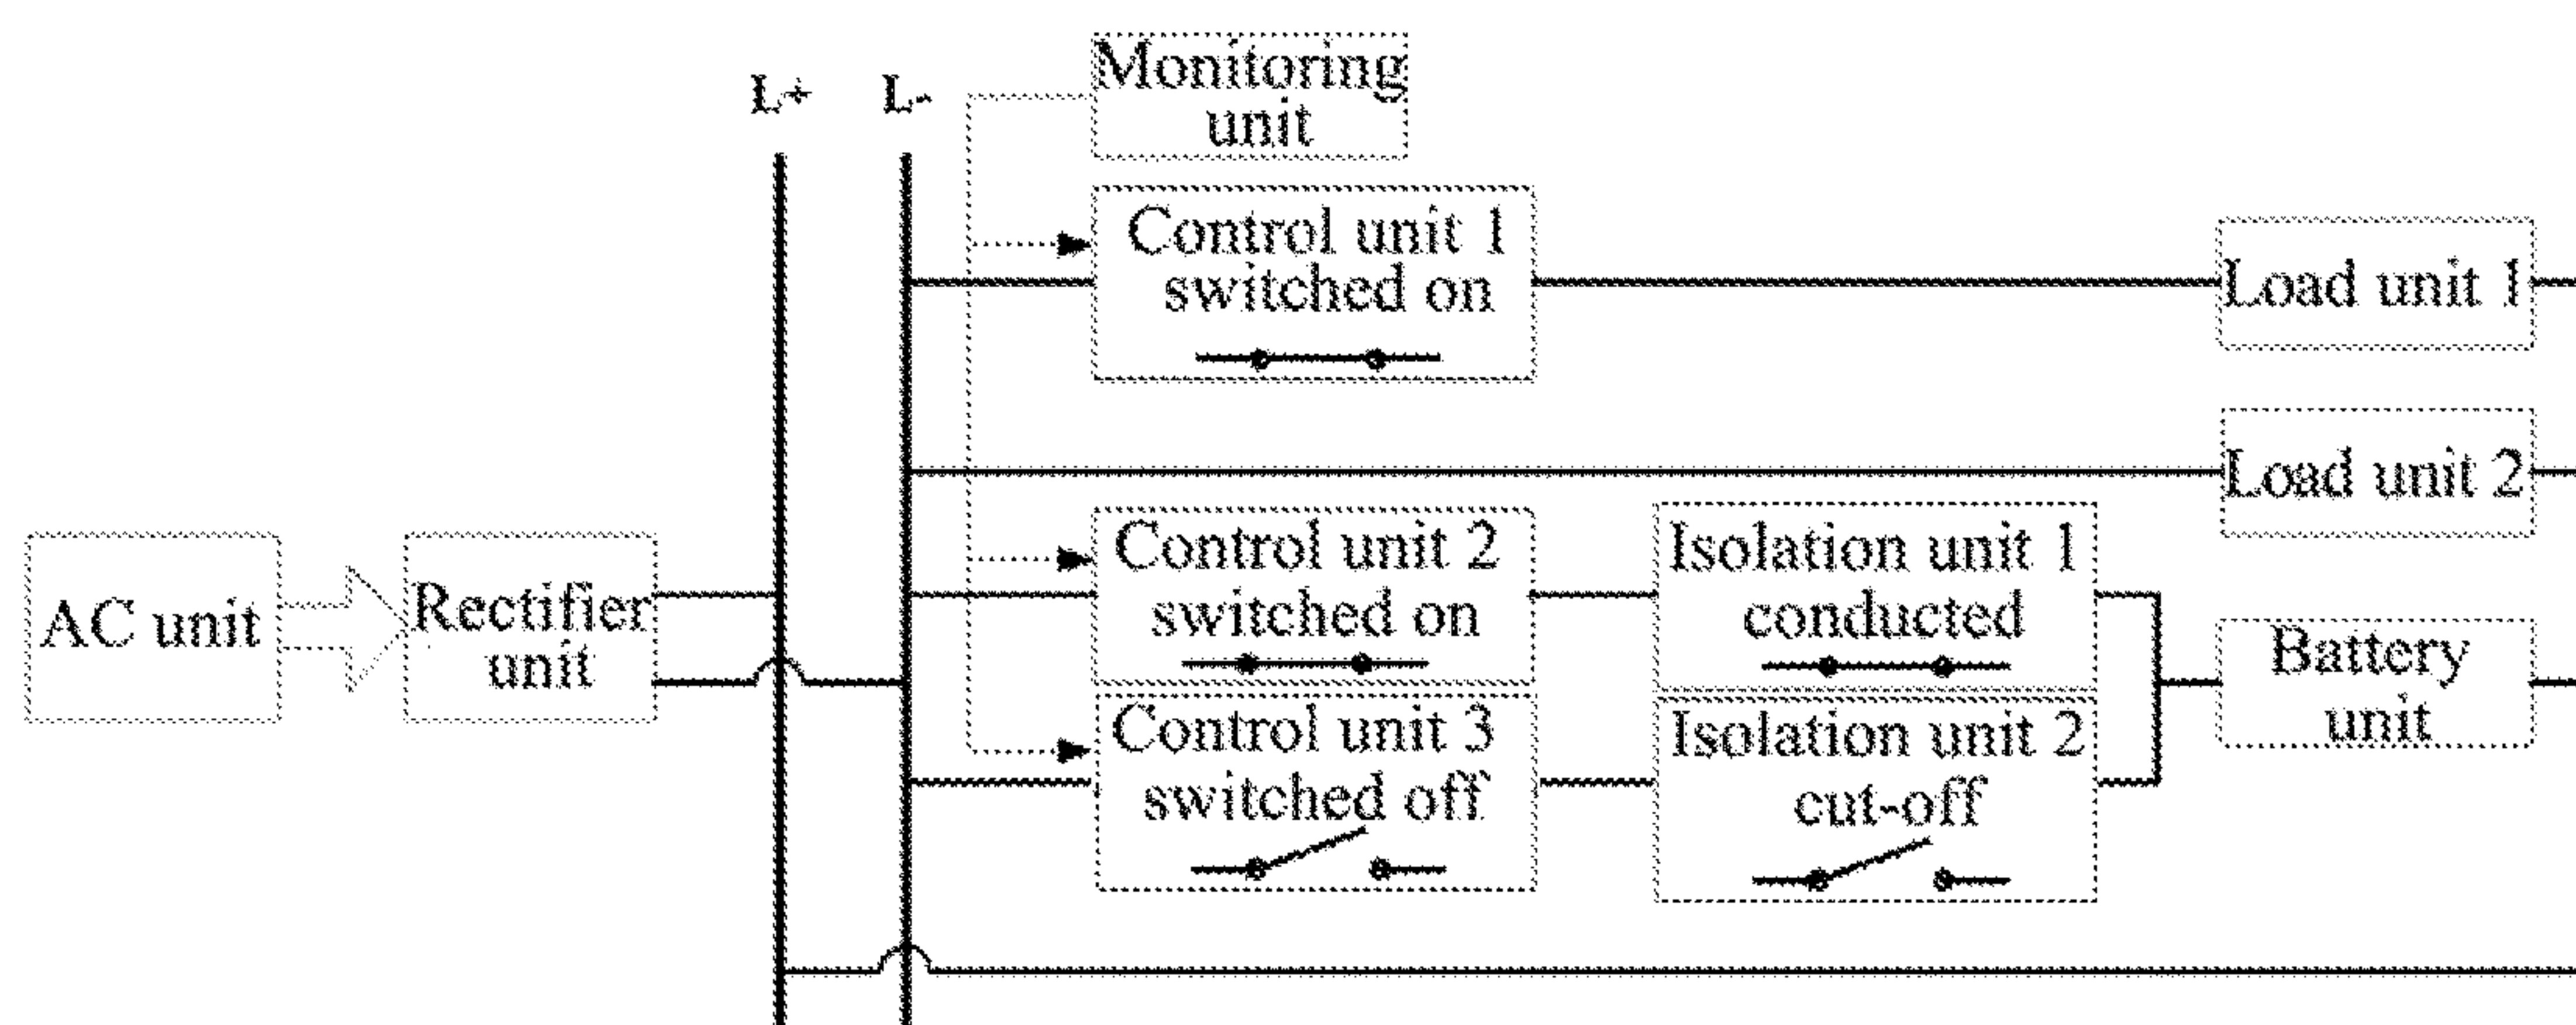 L+
L-
Monitoring
unit
Control unit 1
switched on
Load unit 1
Load unit 2
AC unit
Rectifier
unit
Control unit 2
switched on
Isolation unit 1
conducted
Battery
unit
Control unit 3
switched off
Isolation unit 2
cut-off